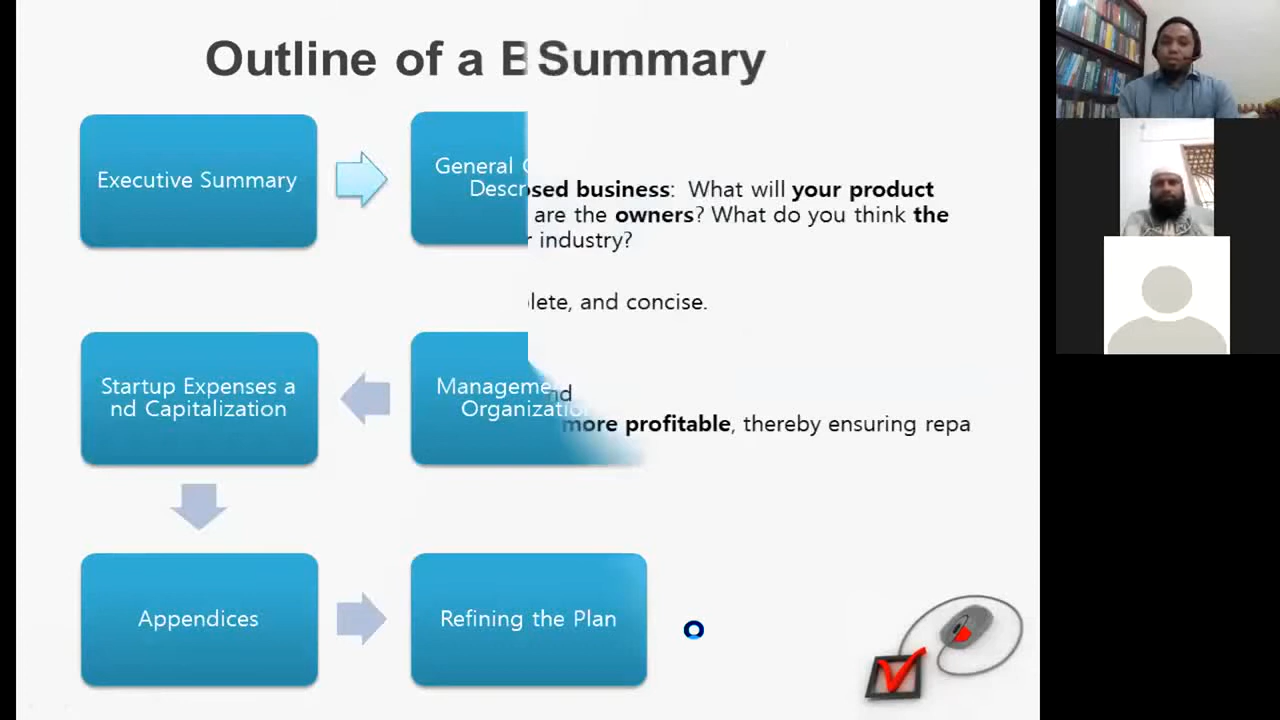 Outline of a B Summary
Executive Summary
General
Descr
sed business: What will your product
are the owners? What do you think the
r industry?
lete, and concise.
Startup Expenses a
nd Capitalization
Manageme
Organizatio
nd
more profitable, thereby ensuring repa
Appendices
Refining the Plan